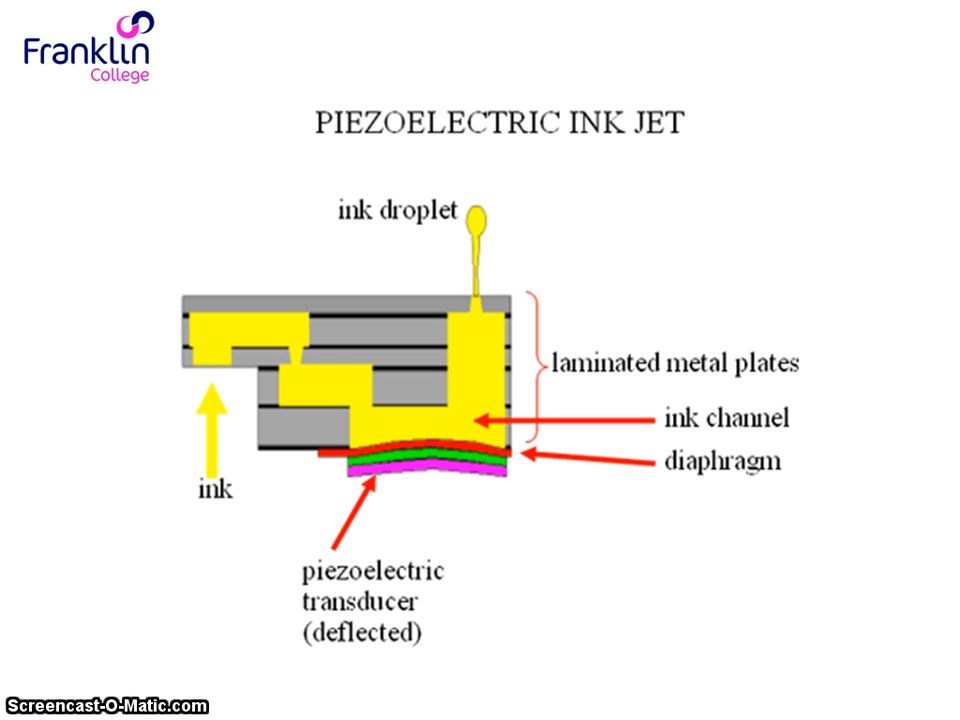 Franklin
College
PIEZOELECTRIC INK JET
ink droplet
laminated metal plates
ink channel
diaphragm
ink
piezoelectric
transducer
(deflected)
Screencast-O-Matic.com